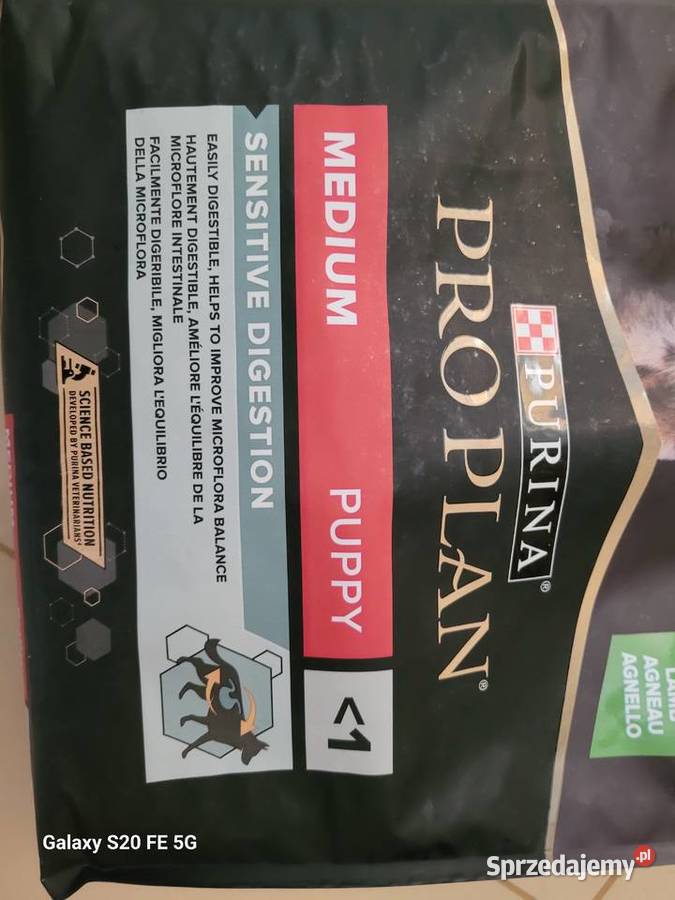 PURINA®
PRO PLAN®
LAMB
AGNEAU
AGNELLO
MEDIUM PUPPY <1
SENSITIVE DIGESTION
EASILY DIGESTIBLE, HELPS TO IMPROVE MICROFLORA BALANCE
HAUTEMENT DIGESTIBLE, AMÉLIORE L'ÉQUILIBRE DE LA
MICROFLORE INTESTINALE
FACILMENTE DIGERIBILE, MIGLIORA L'EQUILIBRIO
DELLA MICROFLORA
SCIENCE BASED NUTRITION
DEVELOPED BY PURINA VETERINARIANS*
Galaxy S20 FE 5G
Sprzedajemy.pl